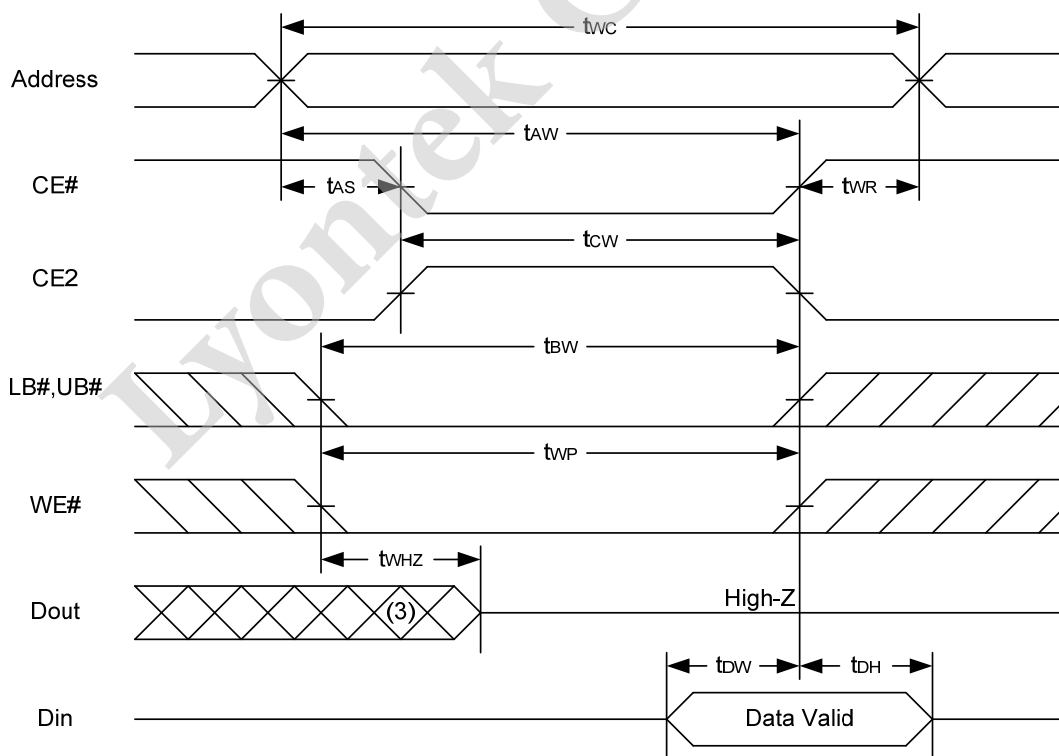 tWC
Address
tAW
CE#
tAS
tWR
tCW
CE2
tBW
LB#,UB#
tWP
WE#
tWHZ
Dout
(3)
High-Z
tDW
tDH
Din
Data Valid
Lyontek C